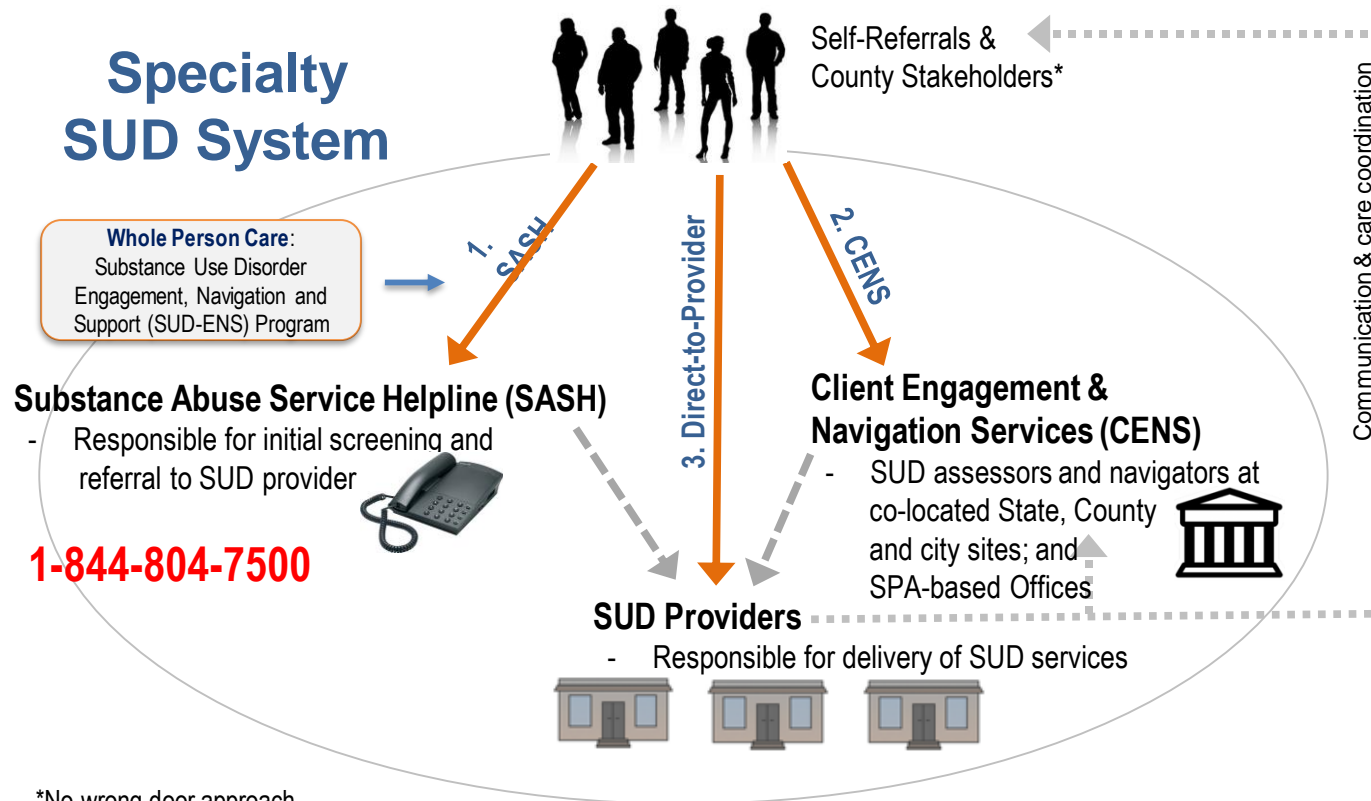 Specialty
SUD System
Self-Referrals &
County Stakeholders*
Communication & care coordination
Whole Person Care:
Substance Use Disorder
Engagement, Navigation and
Support (SUD-ENS) Program
1.
SASH
3. Direct-to-Provider
2. CENS
Substance Abuse Service Helpline (SASH)
- Responsible for initial screening and
referral to SUD provider
1-844-804-7500
Client Engagement &
Navigation Services (CENS)
- SUD assessors and navigators at
co-located State, County
and city sites; and
SPA-based Offices
SUD Providers
- Responsible for delivery of SUD services
*No wrong door approach